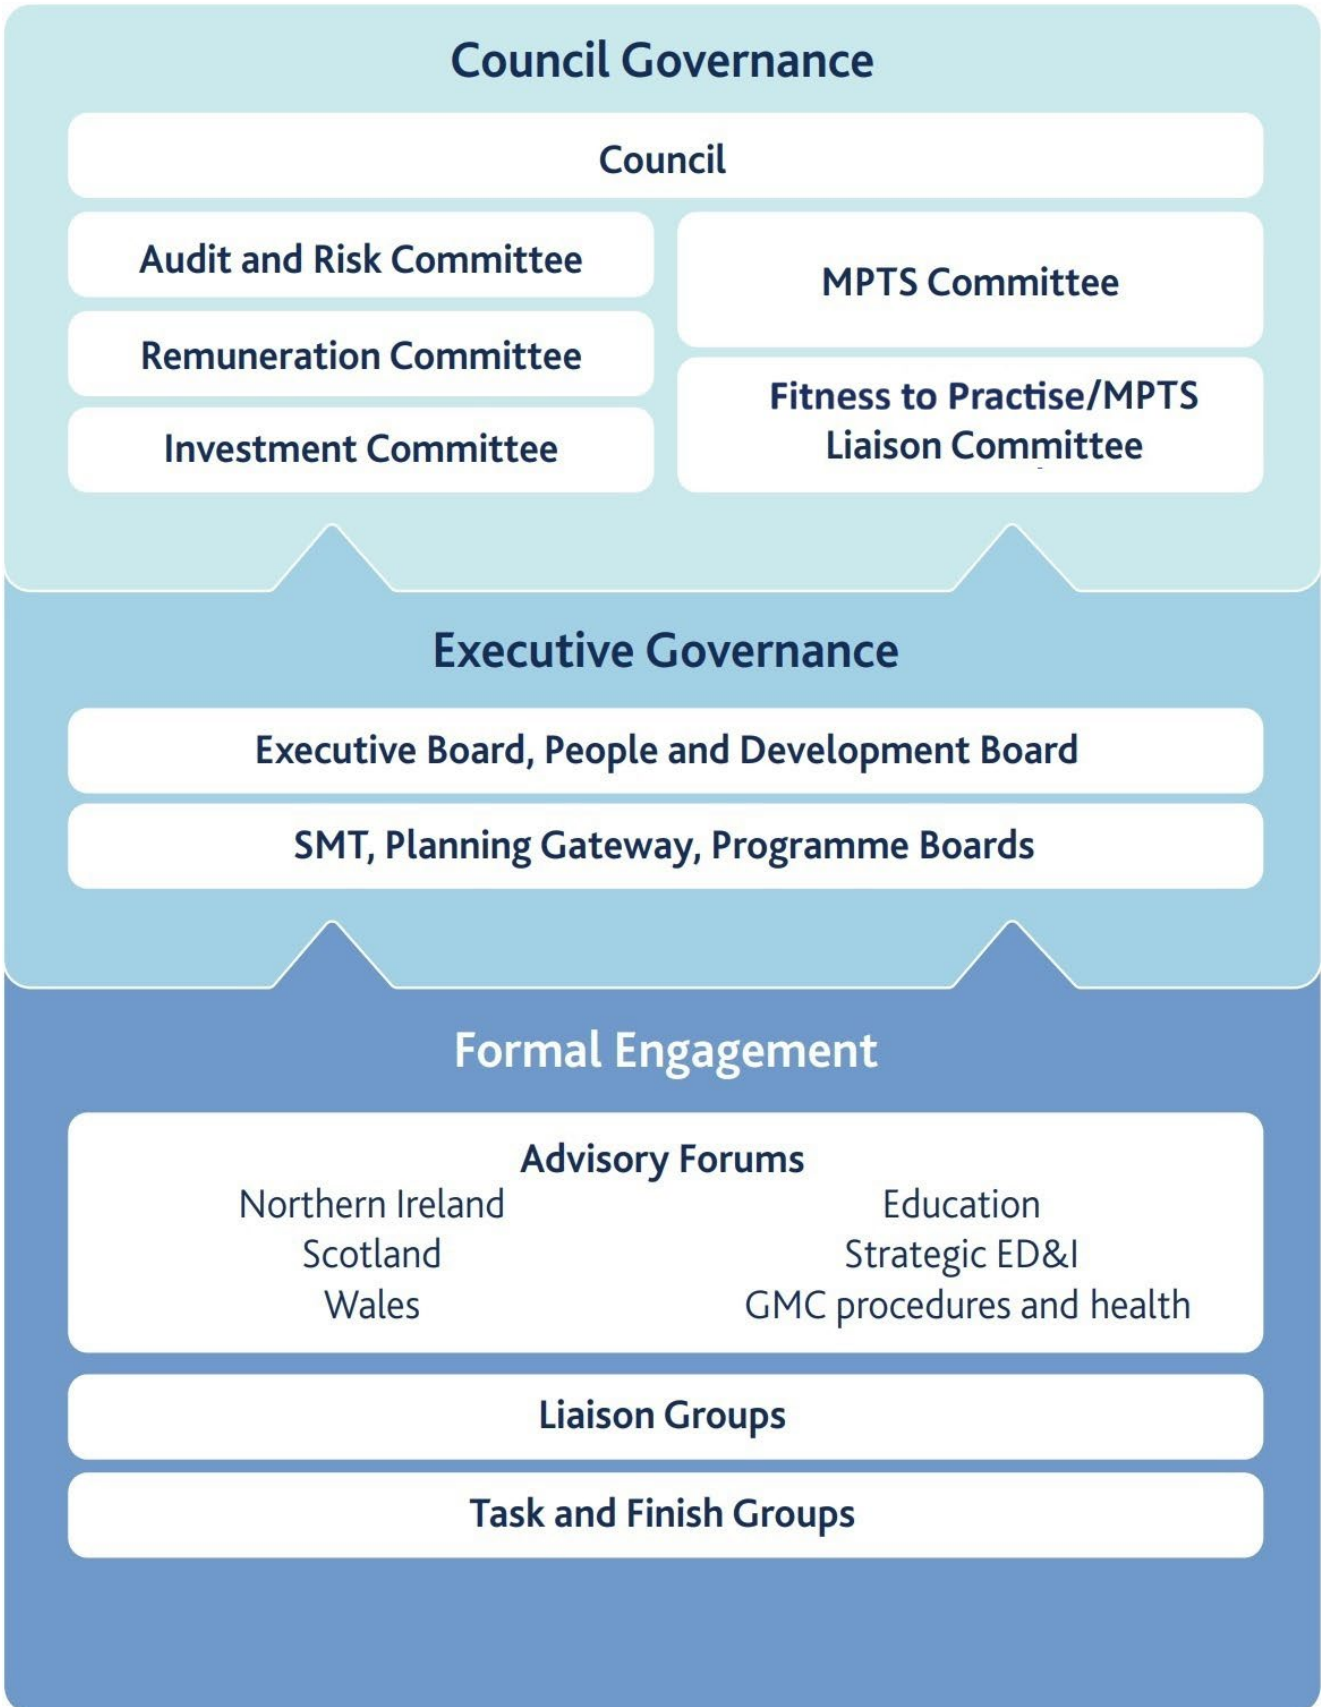 Council Governance
Council
Audit and Risk Committee
Remuneration Committee
Investment Committee
MPTS Committee
Fitness to Practise/MPTS
Liaison Committee
Executive Governance
Executive Board, People and Development Board
SMT, Planning Gateway, Programme Boards
Formal Engagement
Advisory Forums
Northern Ireland
Scotland
Wales
Education
Strategic ED&I
GMC procedures and health
Liaison Groups
Task and Finish Groups